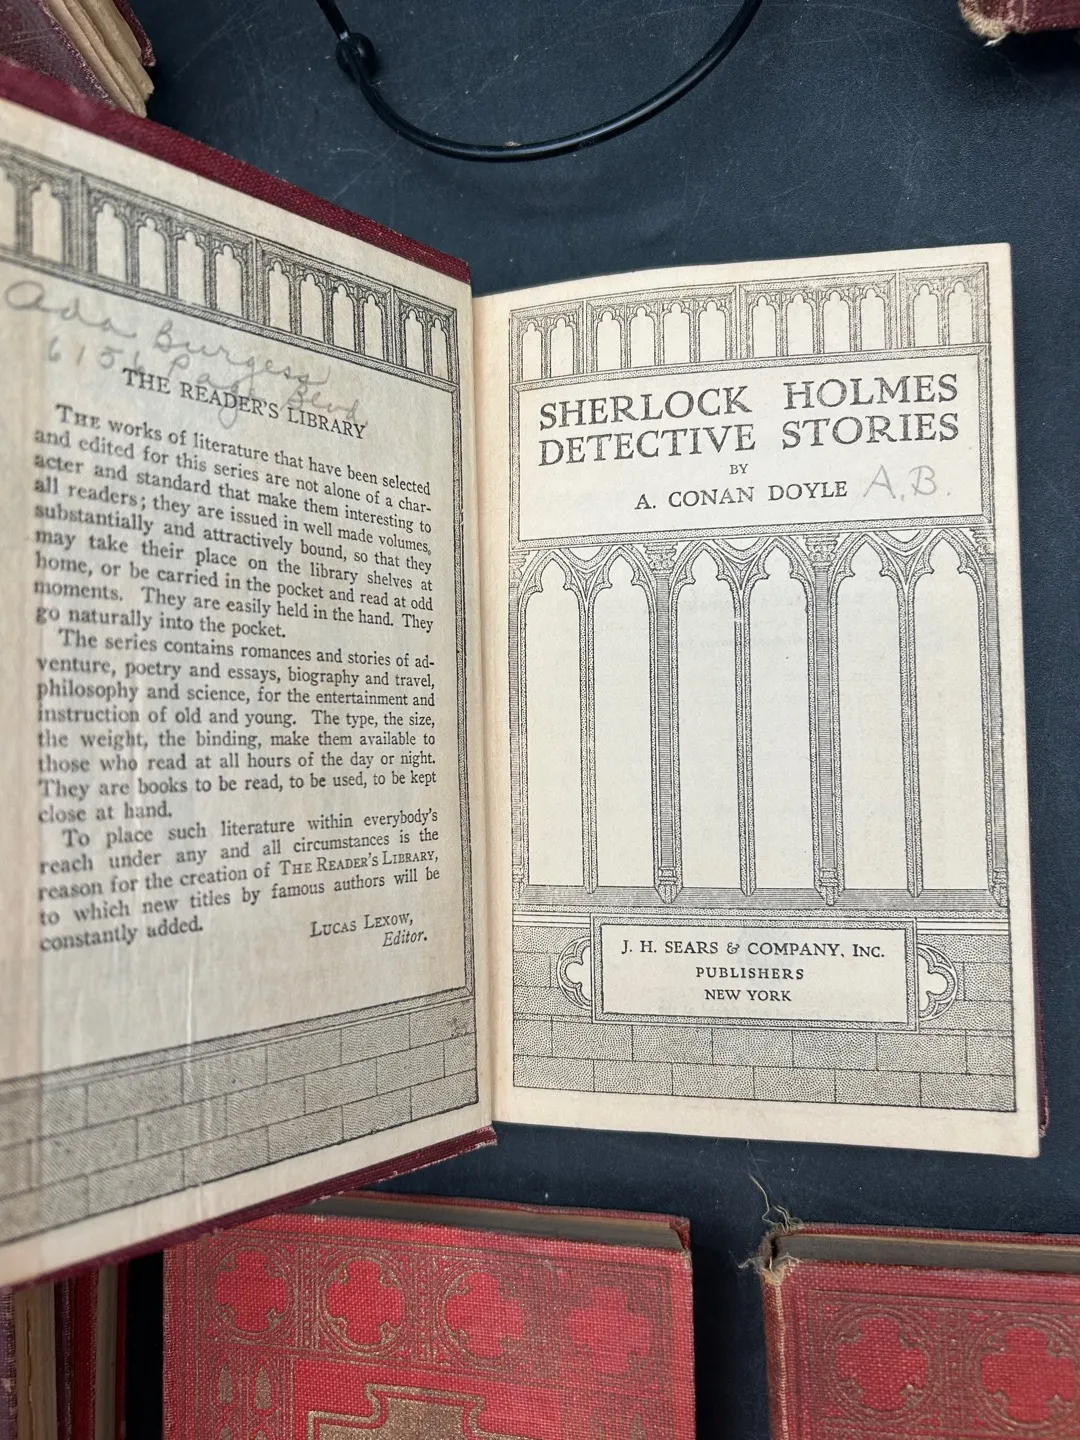 Ada Burgess
6156 Page Blvd
THE READER'S LIBRARY
THE works of literature that have been selected
and edited for this series are not alone of a char-
acter and standard that make them interesting to
all readers; they are issued in well made volumes,
substantially and attractively bound, so that they
may take their place on the library shelves at
home, or be carried in the pocket and read at odd
moments. They are easily held in the hand. They
go naturally into the pocket.
The series contains romances and stories of ad-
venture, poetry and essays, biography and travel,
philosophy and science, for the entertainment and
instruction of old and young. The type, the size,
the weight, the binding, make them available to
those who read at all hours of the day or night.
They are books to be read, to be used, to be kept
close at hand.
To place such literature within everybody's
reach under any and all circumstances is the
reason for the creation of THE READER'S LIBRARY,
to which new titles by famous authors will be
constantly added.
LUCAS LEXOW,
Editor.
SHERLOCK HOLMES
DETECTIVE STORIES
BY
A. CONAN DOYLE A.B.
J. H. SEARS & COMPANY, INC.
PUBLISHERS
NEW YORK